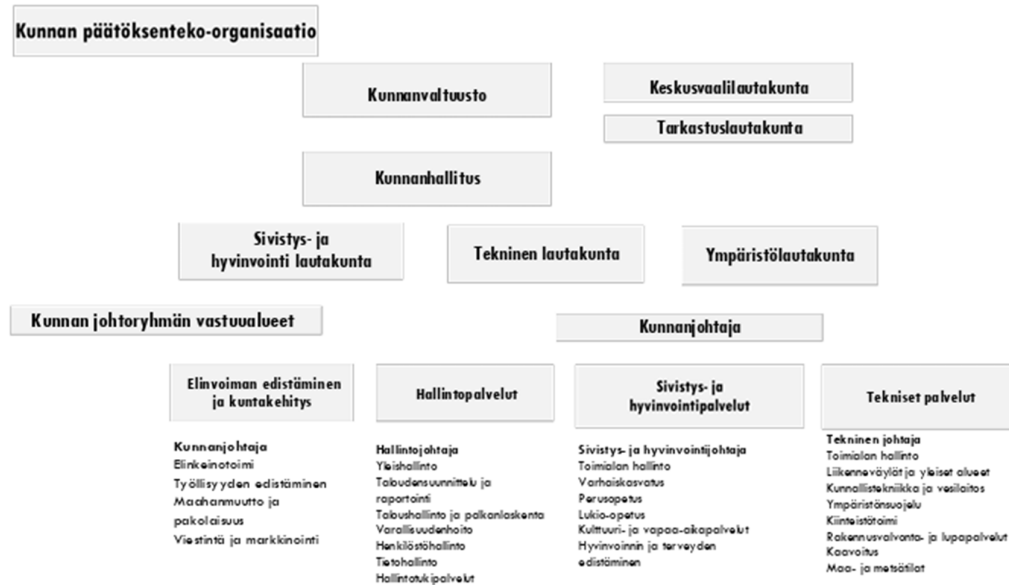 Kunnan päätöksenteko-organisaatio
Kunnanvaltuusto
Keskusvaalilautakunta
Tarkastuslautakunta
Kunnanhallitus
Sivistys- ja
hyvinvointi lautakunta
Tekninen lautakunta
Ympäristölautakunta
Kunnan johtoryhmän vastuualueet
Kunnanjohtaja
Elinvoiman edistäminen
ja kuntakehitys
Kunnanjohtaja
Elinkeinotoimi
Työllisyyden edistäminen
Maahanmuutto ja
pakolaisuus
Viestintä ja markkinointi
Hallintopalvelut
Hallintojohtaja
Yleishallinto
Taloudensuunnittelu ja
raportointi
Taloushallinto ja palkanlaskenta
Varallisuudenhoito
Henkilöstöhallinto
Tietohallinto
Hallintotukipalvelut
Sivistys- ja
hyvinvointipalvelut
Sivistys- ja hyvinvointijohtaja
Toimialan hallinto
Varhaiskasvatus
Perusopetus
Lukio-opetus
Kulttuuri- ja vapaa-aikapalvelut
Hyvinvoinnin ja terveyden
edistäminen
Tekniset palvelut
Tekninen johtaja
Toimialan hallinto
Liikenneväylät ja yleiset alueet
Kunnallistekniikka ja vesilaitos
Ympäristönsuojelu
Kiinteistötoimi
Rakennusvalvonta- ja lupapalvelut
Kaavoitus
Maa- ja metsätilat